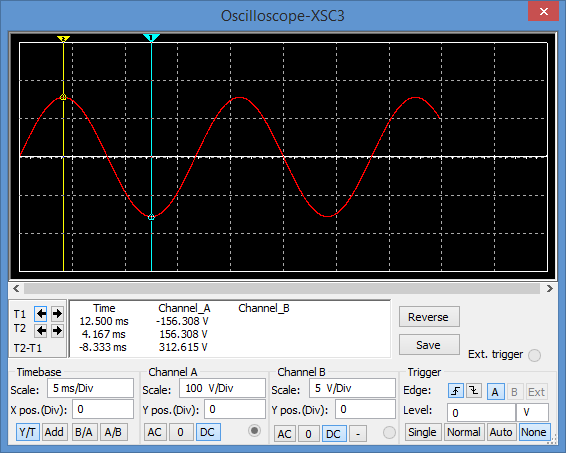 Oscilloscope-XSC3
2 1
T1
T2
T2-T1
Time Channel_A Channel_B
12.500 ms -156.308 V
4.167 ms 156.308 V
-8.333 ms 312.615 V
Reverse
Save
Ext. trigger
Timebase
Scale: 5 ms/Div
X pos.(Div): 0
Y/T Add B/A A/B
Channel A
Scale: 100 V/Div
Y pos.(Div): 0
AC 0 DC
Channel B
Scale: 5 V/Div
Y pos.(Div): 0
AC 0 DC -
Trigger
Edge: A B Ext
Level: 0 V
Single Normal Auto None